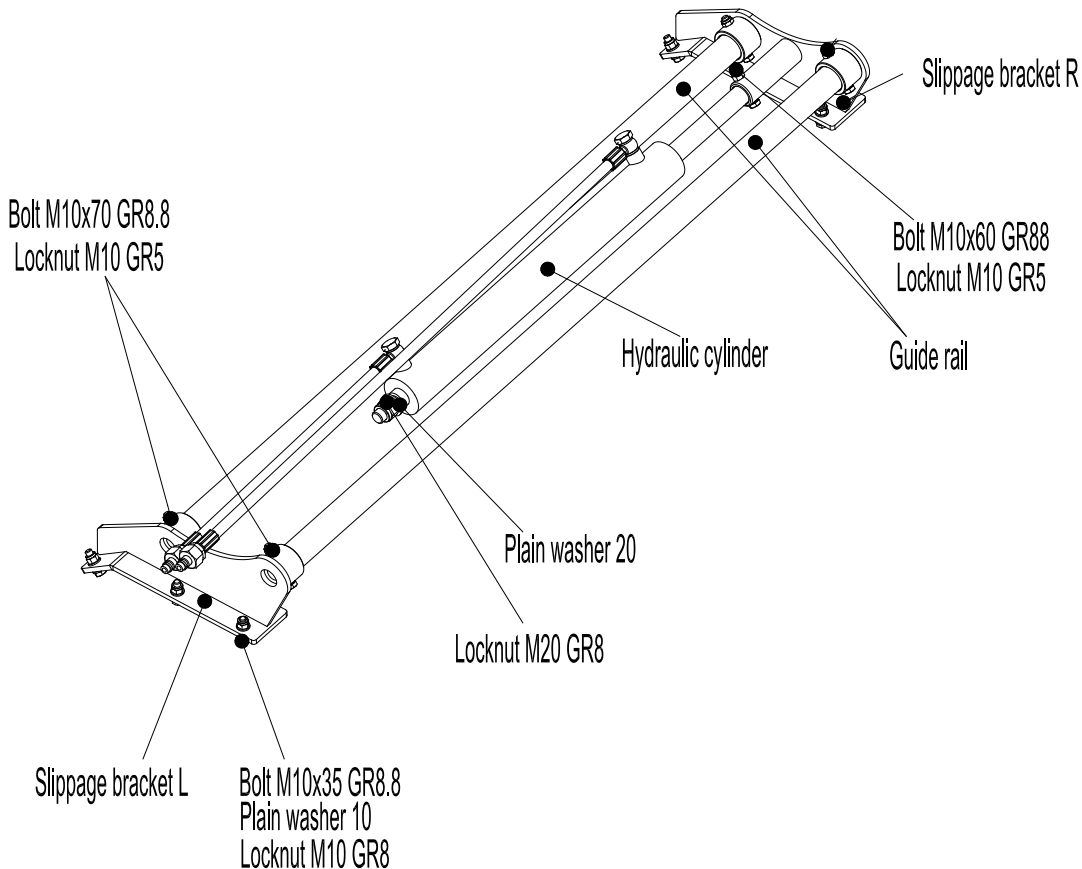 Slippage bracket R
Bolt M10x70 GR8.8
Locknut M10 GR5
Bolt M10x60 GR88
Locknut M10 GR5
Hydraulic cylinder
Guide rail
Plain washer 20
Locknut M20 GR8
Slippage bracket L
Bolt M10x35 GR8.8
Plain washer 10
Locknut M10 GR8